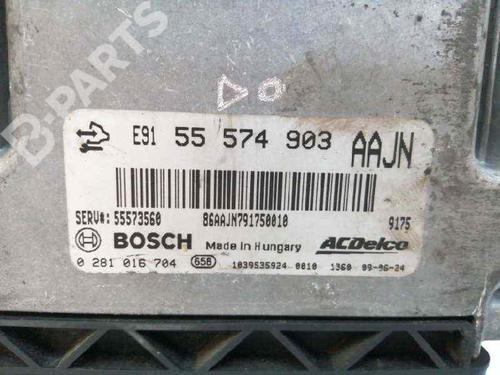 B-PARTS
E91 55 574 903 AAJN
SERV#: 55573560 86AAJN791750010 9175
BOSCH Made in Hungary ACDelco
0 281 016 704 658 1039535924 0010 1360 09-06-24